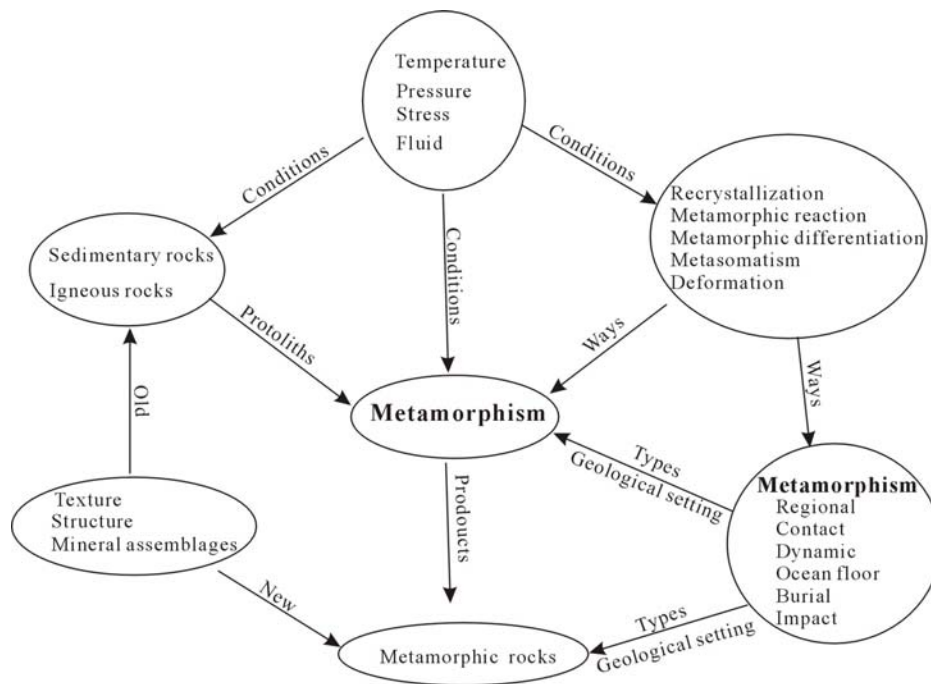 Temperature
Pressure
Stress
Fluid
Conditions
Conditions
Conditions
Recrystallization
Metamorphic reaction
Metamorphic differentiation
Metasomatism
Deformation
Sedimentary rocks
Igneous rocks
Protoliths
Ways
Ways
Old
Metamorphism
Types
Geological setting
Texture
Structure
Mineral assemblages
Prodoucts
Metamorphism
Regional
Contact
Dynamic
Ocean floor
Burial
Impact
New
Types
Geological setting
Metamorphic rocks